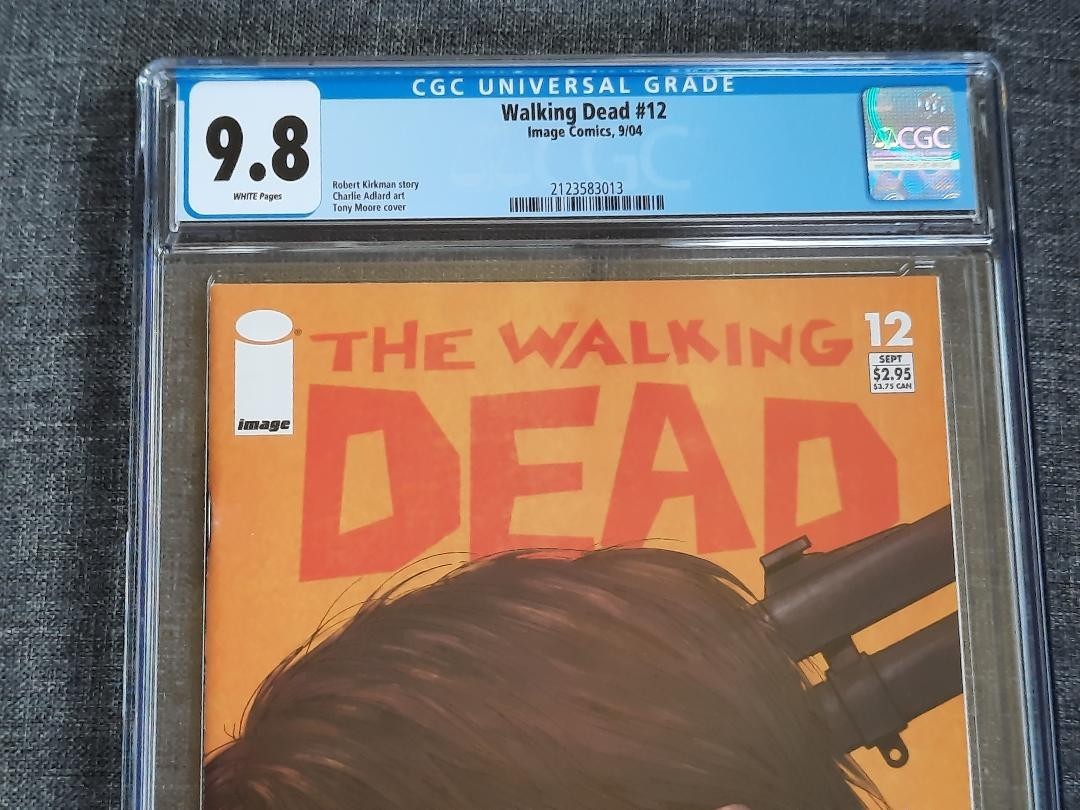 CGC UNIVERSAL GRADE
9.8
WHITE Pages
Walking Dead #12
Image Comics, 9/04
Robert Kirkman story
Charlie Adlard art
Tony Moore cover
2123583013
CGC
CGC
image
®
THE WALKING
DEAD
12
SEPT
$2.95
$3.75 CAN